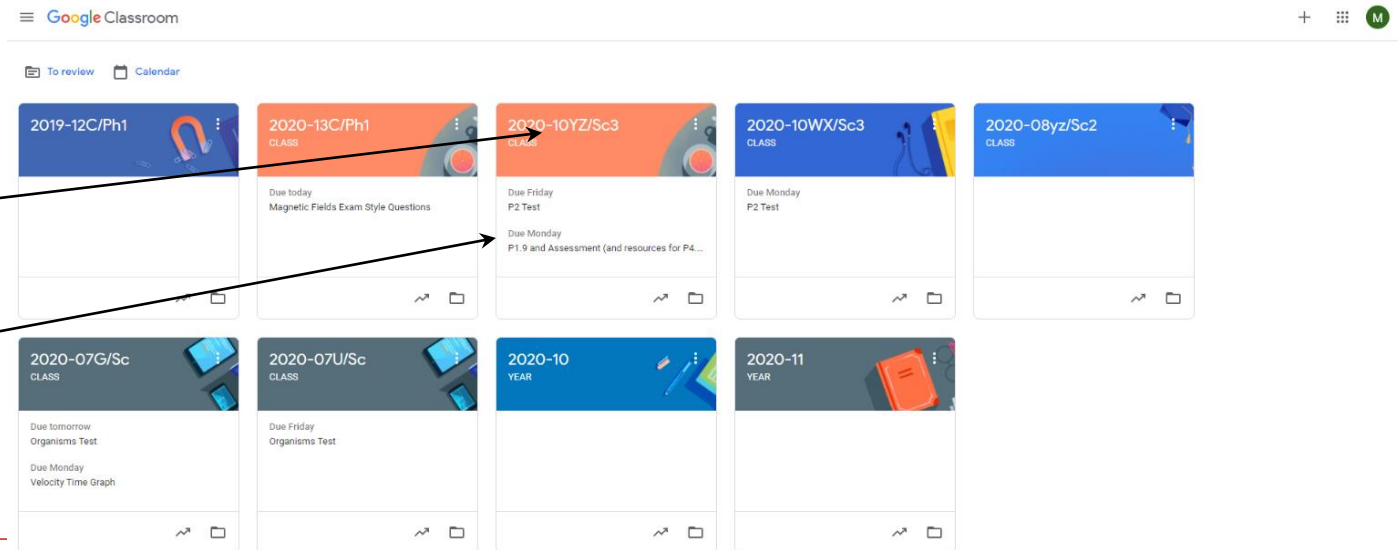 Google Classroom
M
To review
Calendar
2019-12C/Ph1
2020-13C/Ph1
CLASS
Due today
Magnetic Fields Exam Style Questions
2020-10YZ/Sc3
CLASS
Due Friday
P2 Test
Due Monday
P1.9 and Assessment (and resources for P4...
2020-10WX/Sc3
CLASS
Due Monday
P2 Test
2020-08yz/Sc2
CLASS
2020-07G/Sc
CLASS
Due tomorrow
Organisms Test
Due Monday
Velocity Time Graph
2020-07U/Sc
CLASS
Due Friday
Organisms Test
2020-10
YEAR
2020-11
YEAR